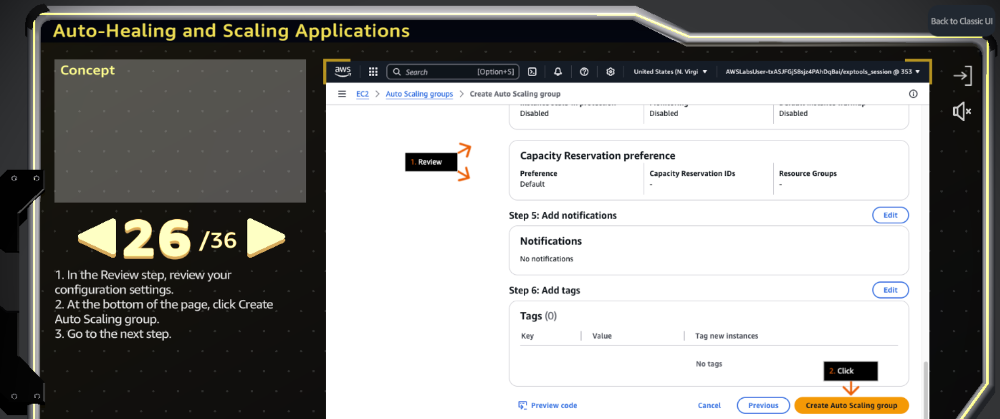 Back to Classic UI
Auto-Healing and Scaling Applications
Concept
26 /36
1. In the Review step, review your
configuration settings.
2. At the bottom of the page, click Create
Auto Scaling group.
3. Go to the next step.
aws
Search [Option+S]
United States (N. Virgi
AWSLabsUser-txASJFGjS8sjz4PAhDqBai/exptools_session @ 353
EC2 > Auto Scaling groups > Create Auto Scaling group
Disabled Disabled Disabled
1. Review
Capacity Reservation preference
Preference Capacity Reservation IDs Resource Groups
Default - -
Step 5: Add notifications Edit
Notifications
No notifications
Step 6: Add tags Edit
Tags (0)
Key Value Tag new instances
No tags
2. Click
Preview code Cancel Previous Create Auto Scaling group